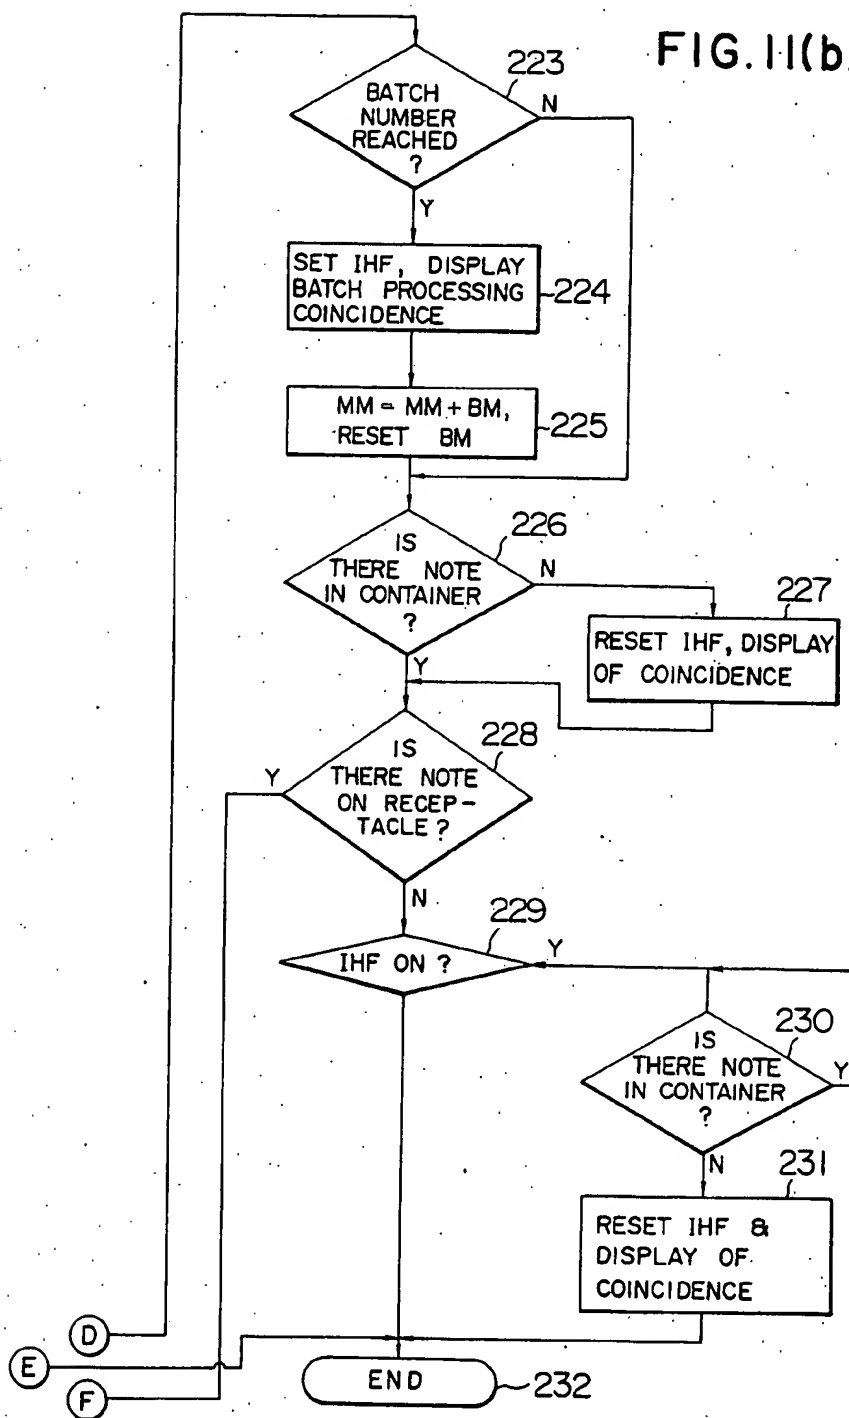 FIG. 11(b
223
BATCH
NUMBER
REACHED
?
N
Y
SET IHF, DISPLAY
BATCH PROCESSING
COINCIDENCE
224
MM = MM + BM,
RESET BM
225
226
IS
THERE NOTE
IN CONTAINER
?
N
Y
227
RESET IHF, DISPLAY
OF COINCIDENCE
228
IS
THERE NOTE
ON RECEP-
TACLE ?
Y
N
229
IHF ON ?
Y
230
IS
THERE NOTE
IN CONTAINER
?
Y
N
231
RESET IHF &
DISPLAY OF
COINCIDENCE
D
E
F
END
232